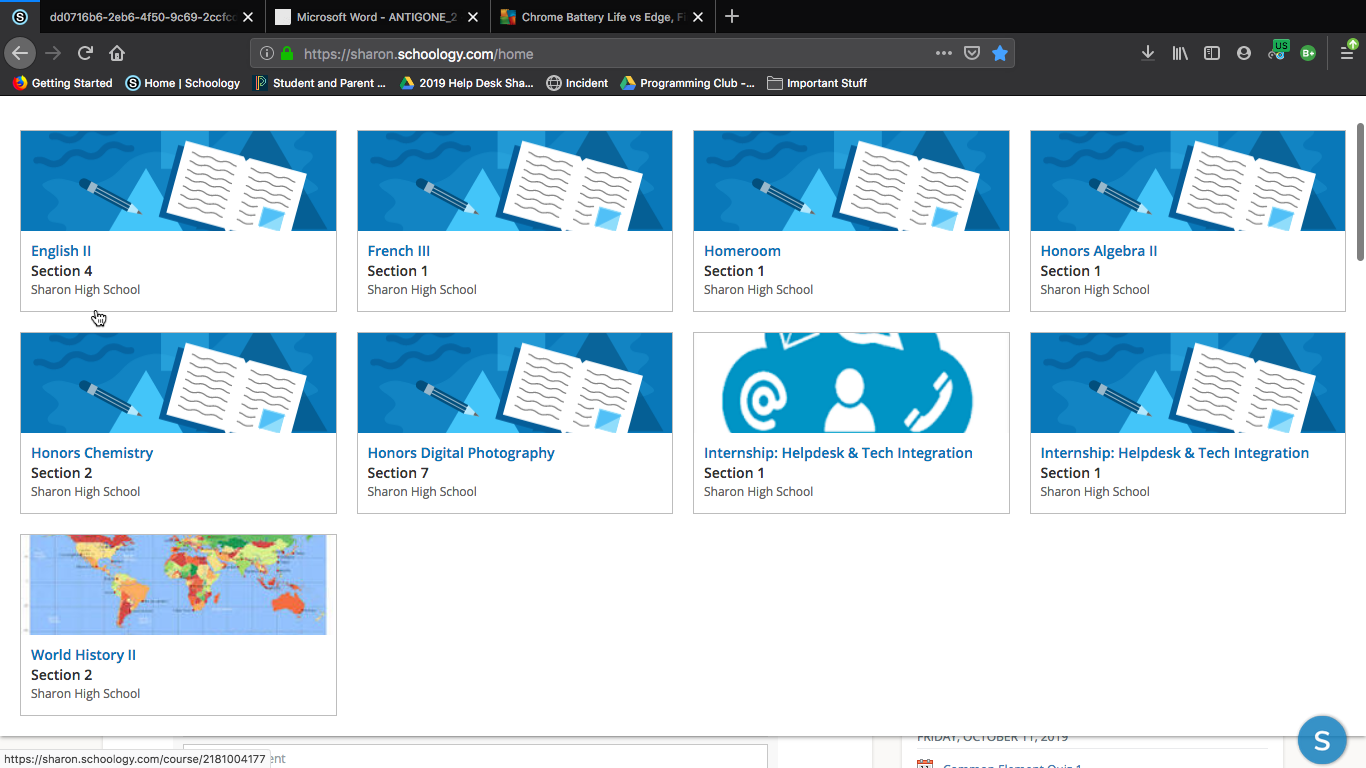 S
dd0716b6-2eb6-4f50-9c69-2ccfc
Microsoft Word - ANTIGONE_2
Chrome Battery Life vs Edge, Fi
https://sharon.schoology.com/home
US
B+
Getting Started
S Home | Schoology
Student and Parent ...
2019 Help Desk Sha...
Incident
Programming Club -...
Important Stuff
English II
Section 4
Sharon High School
French III
Section 1
Sharon High School
Homeroom
Section 1
Sharon High School
Honors Algebra II
Section 1
Sharon High School
Honors Chemistry
Section 2
Sharon High School
Honors Digital Photography
Section 7
Sharon High School
@
Internship: Helpdesk & Tech Integration
Section 1
Sharon High School
Internship: Helpdesk & Tech Integration
Section 1
Sharon High School
World History II
Section 2
Sharon High School
FRIDAY, OCTOBER 11, 2019
S
https://sharon.schoology.com/course/2181004177
Common Element Quiz 1